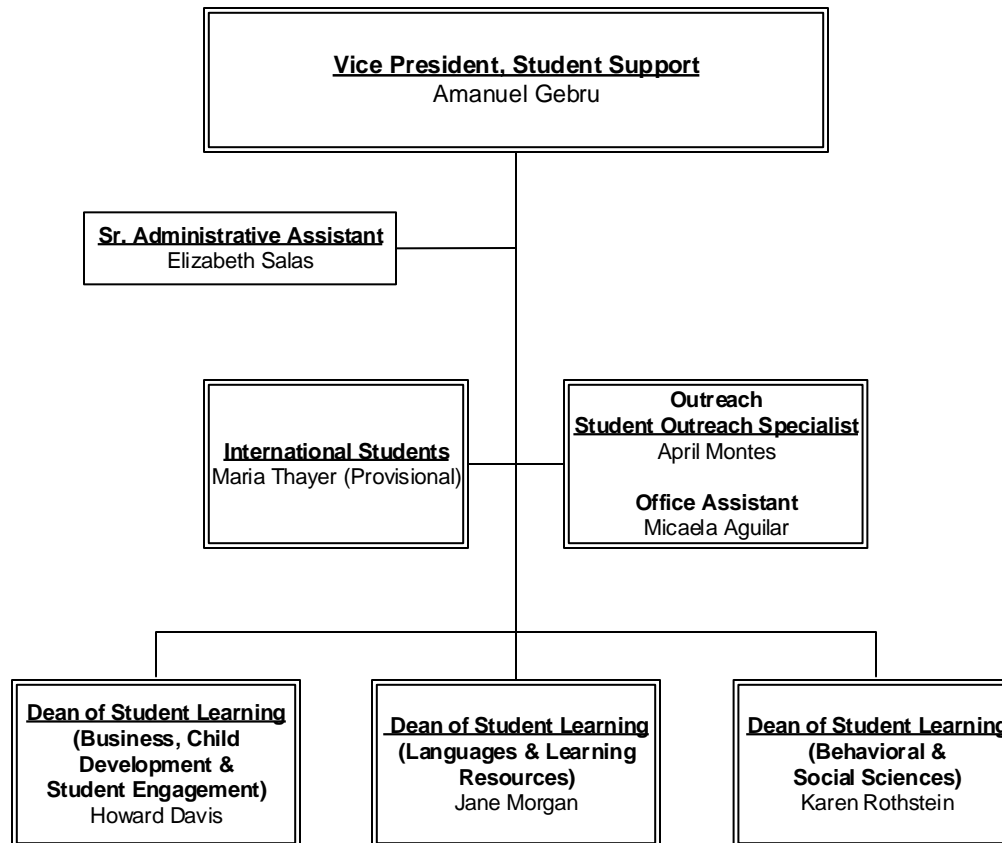 Vice President, Student Support
Amanuel Gebru
Sr. Administrative Assistant
Elizabeth Salas
International Students
Maria Thayer (Provisional)
Outreach
Student Outreach Specialist
April Montes
Office Assistant
Micaela Aguilar
Dean of Student Learning
(Business, Child
Development &
Student Engagement)
Howard Davis
Dean of Student Learning
(Languages & Learning
Resources)
Jane Morgan
Dean of Student Learning
(Behavioral &
Social Sciences)
Karen Rothstein